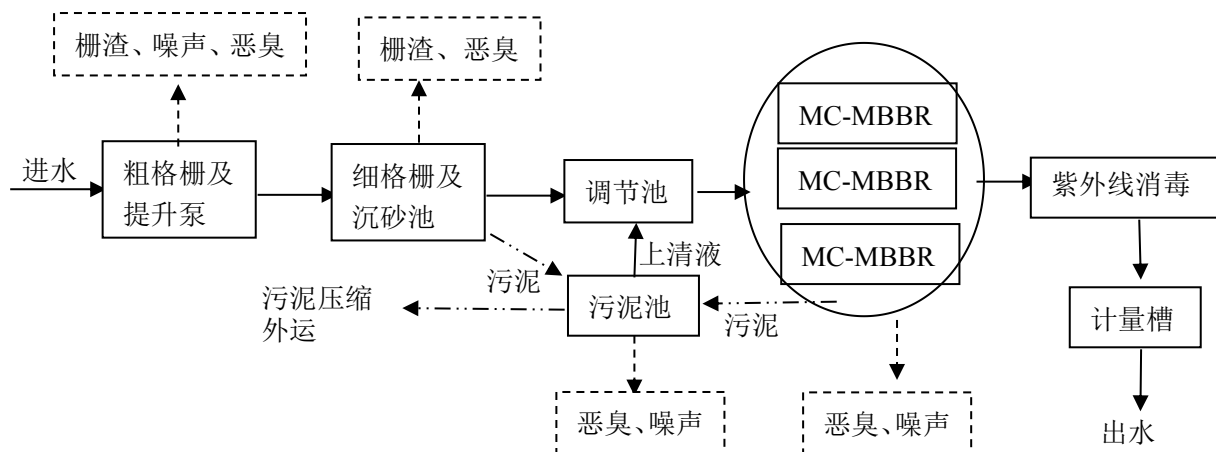 栅渣、噪声、恶臭
栅渣、恶臭
MC-MBBR
MC-MBBR
MC-MBBR
进水
粗格栅及
提升泵
细格栅及
沉砂池
调节池
紫外线消毒
上清液
污泥
污泥压缩
外运
污泥池
污泥
计量槽
恶臭、噪声
恶臭、噪声
出水